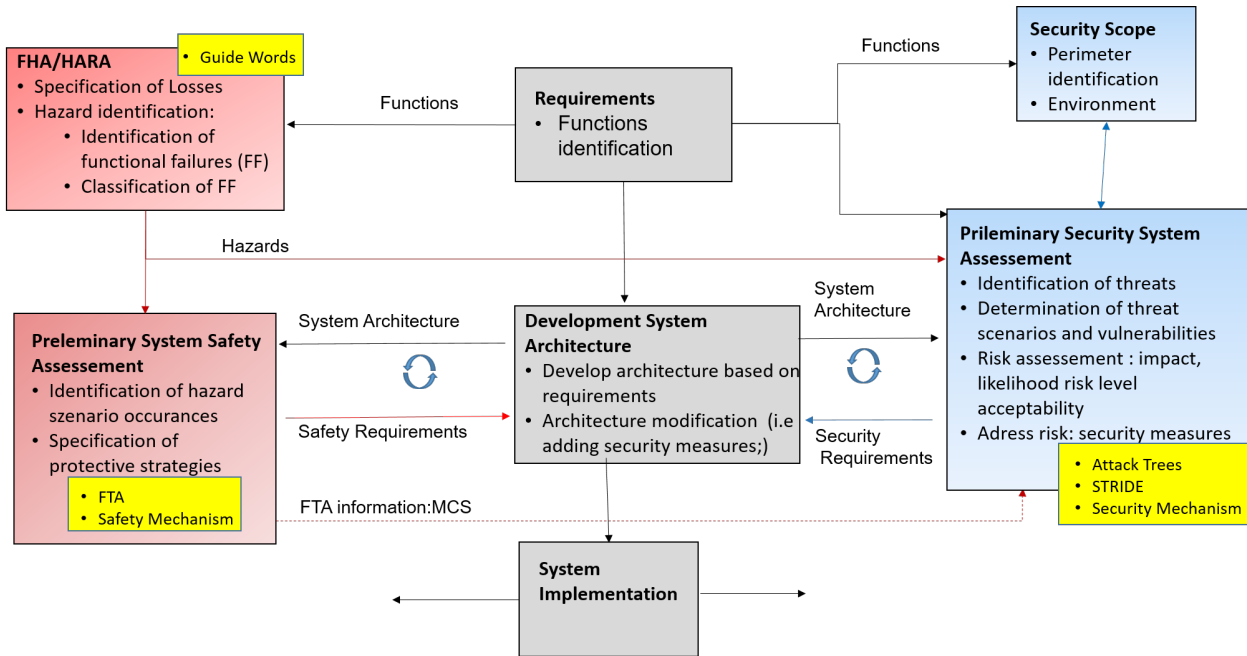 FHA/HARA
• Specification of Losses
• Hazard identification:
• Identification of
functional failures (FF)
• Classification of FF
• Guide Words
Functions
Requirements
• Functions
identification
Functions
Security Scope
• Perimeter
identification
• Environment
Hazards
Preleminary System Safety
Assessement
• Identification of hazard
szenario occurances
• Specification of
protective strategies
• FTA
• Safety Mechanism
System Architecture
Safety Requirements
FTA information:MCS
Development System
Architecture
• Develop architecture based on
requirements
• Architecture modification (i.e
adding security measures;)
System
Architecture
Security
Requirements
Prileminary Security System
Assessement
• Identification of threats
• Determination of threat
scenarios and vulnerabilities
• Risk assessement : impact,
likelihood risk level
acceptability
• Adress risk: security measures
• Attack Trees
• STRIDE
• Security Mechanism
System
Implementation